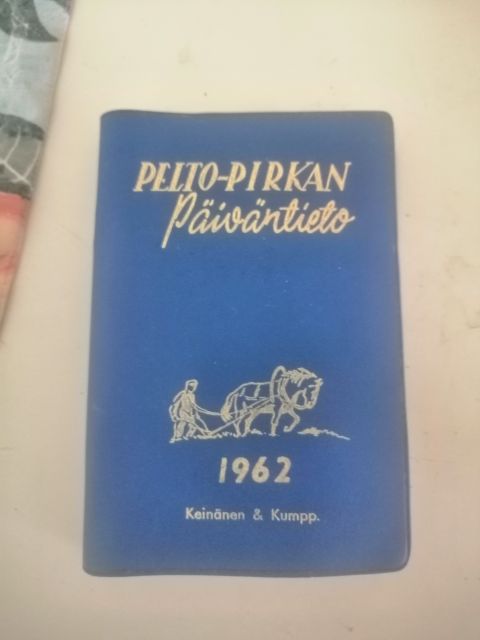 PELTO-PIRKAN
Päiväntieto
1962
Keinänen & Kumpp.